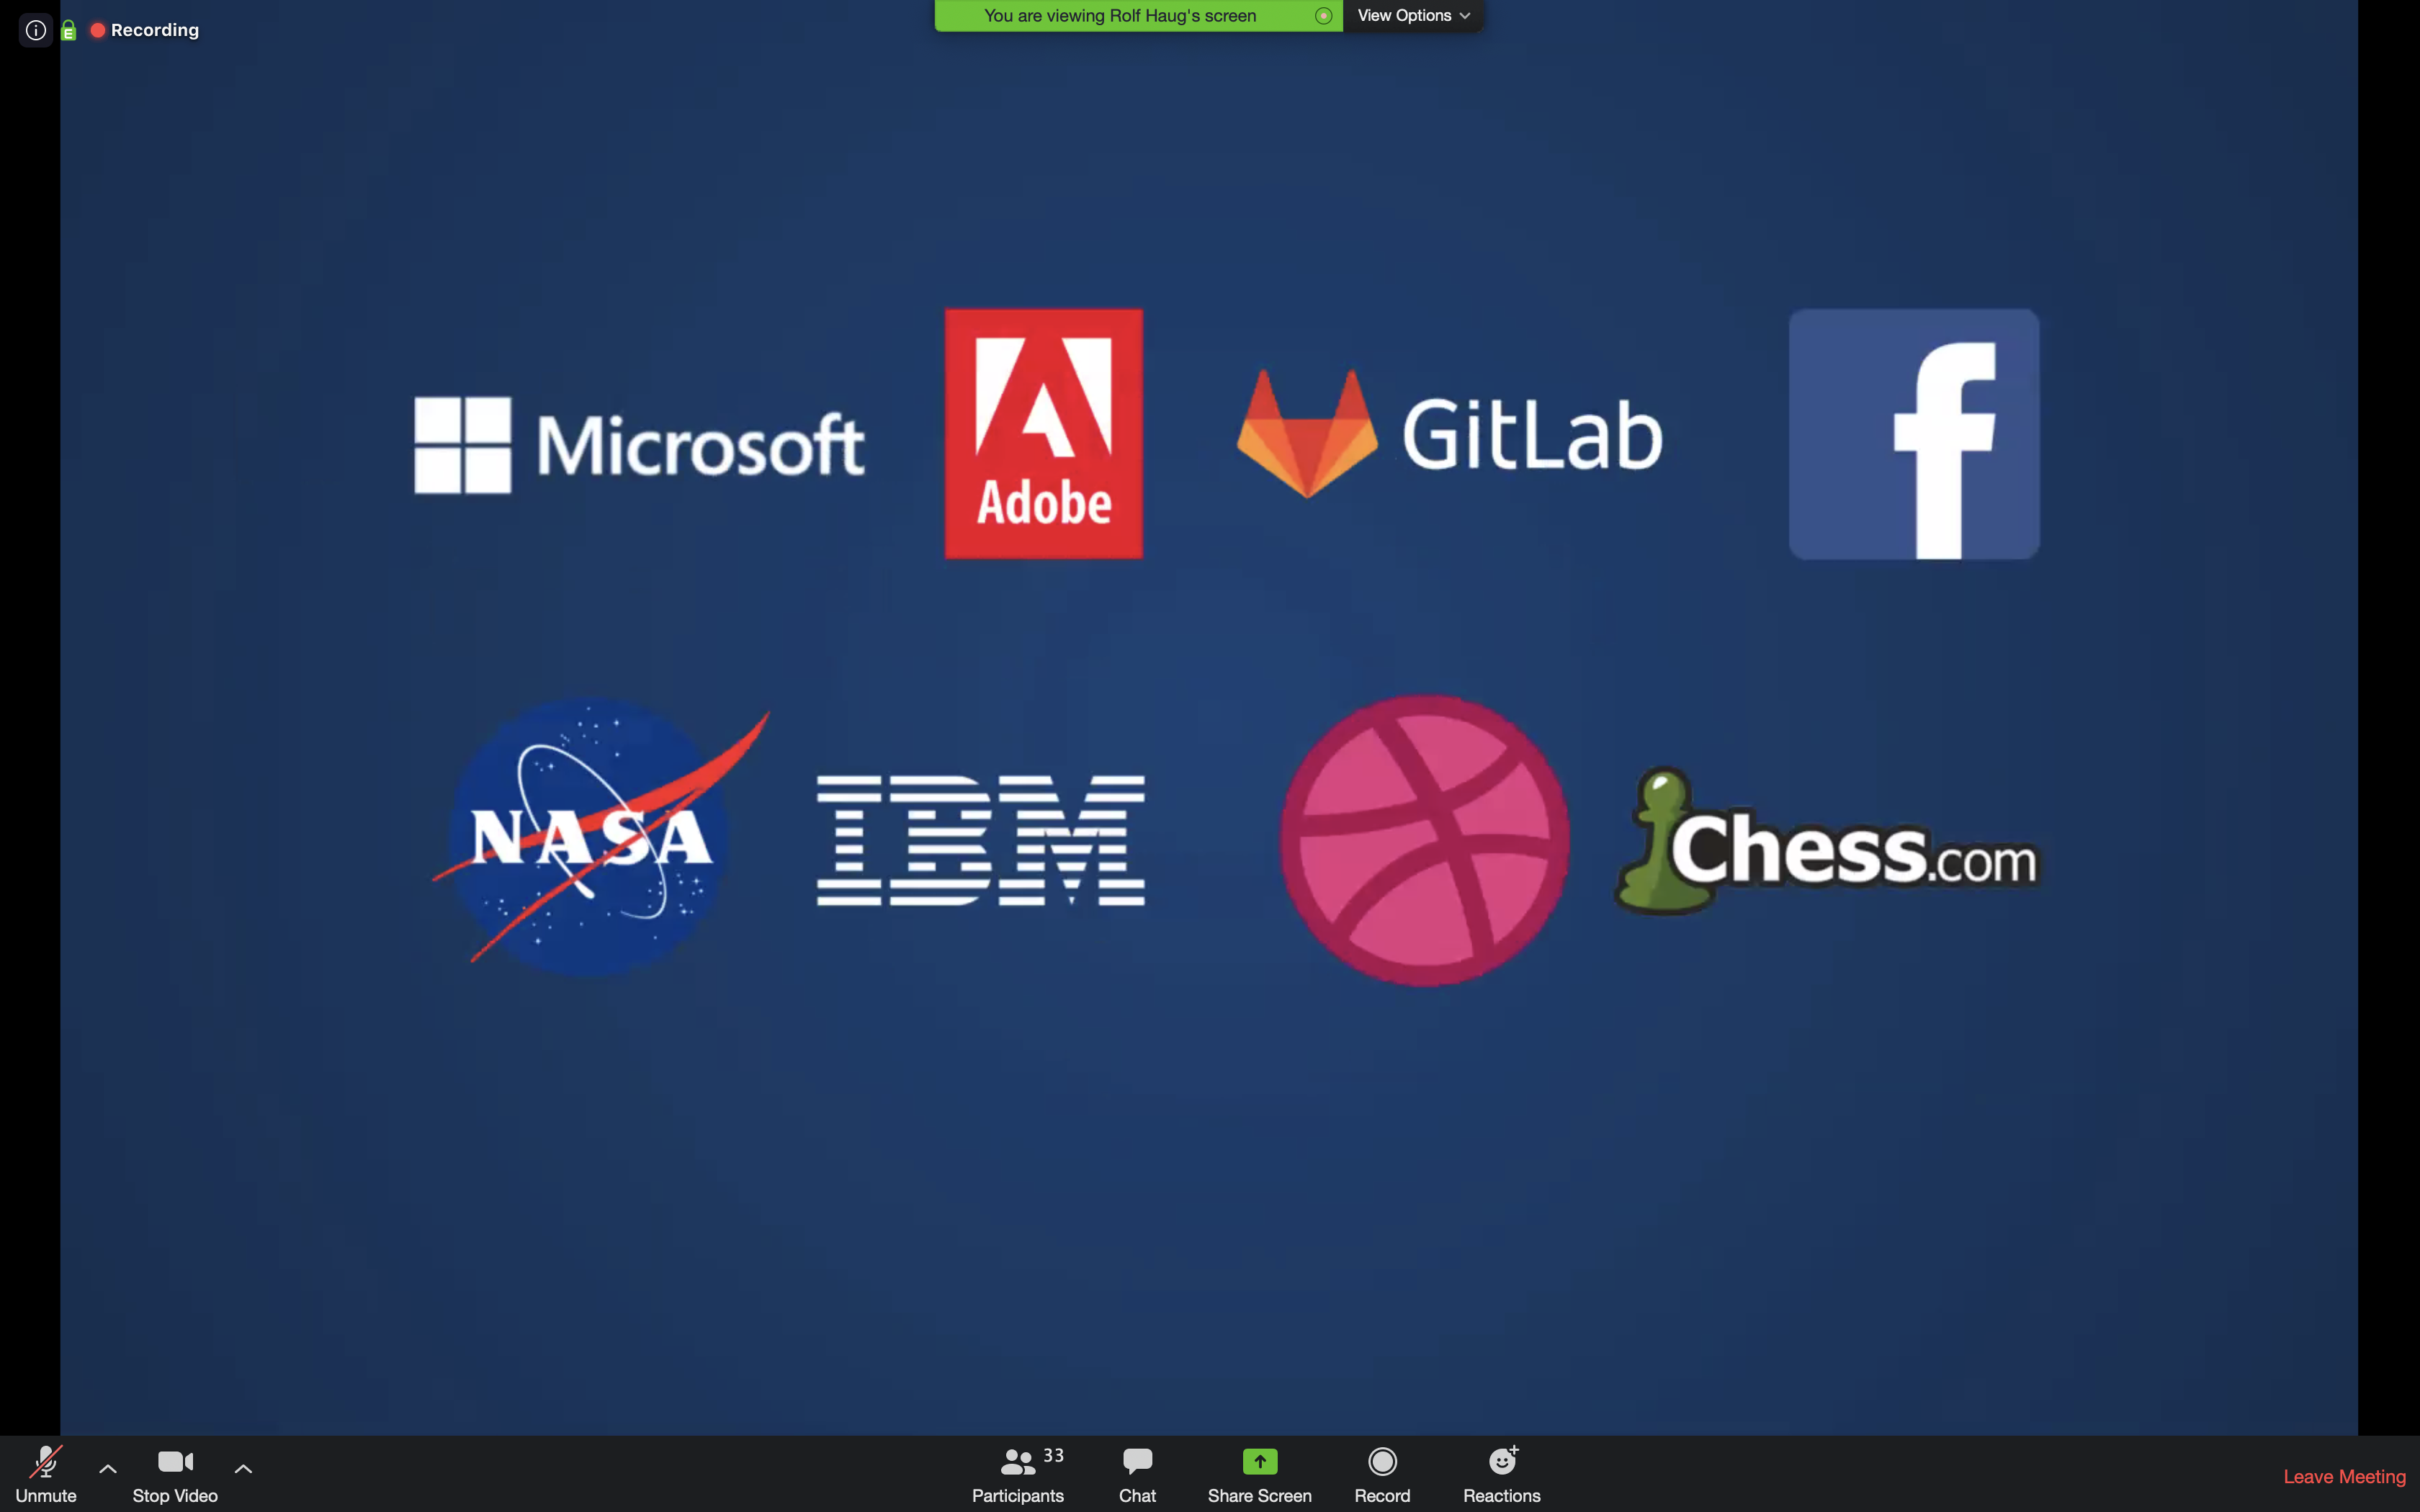 Recording
You are viewing Rolf Haug's screen
View Options
Microsoft
Adobe
GitLab
f
NASA
IBM
Chess.com
Unmute
Stop Video
33
Participants
Chat
Share Screen
Record
Reactions
Leave Meeting